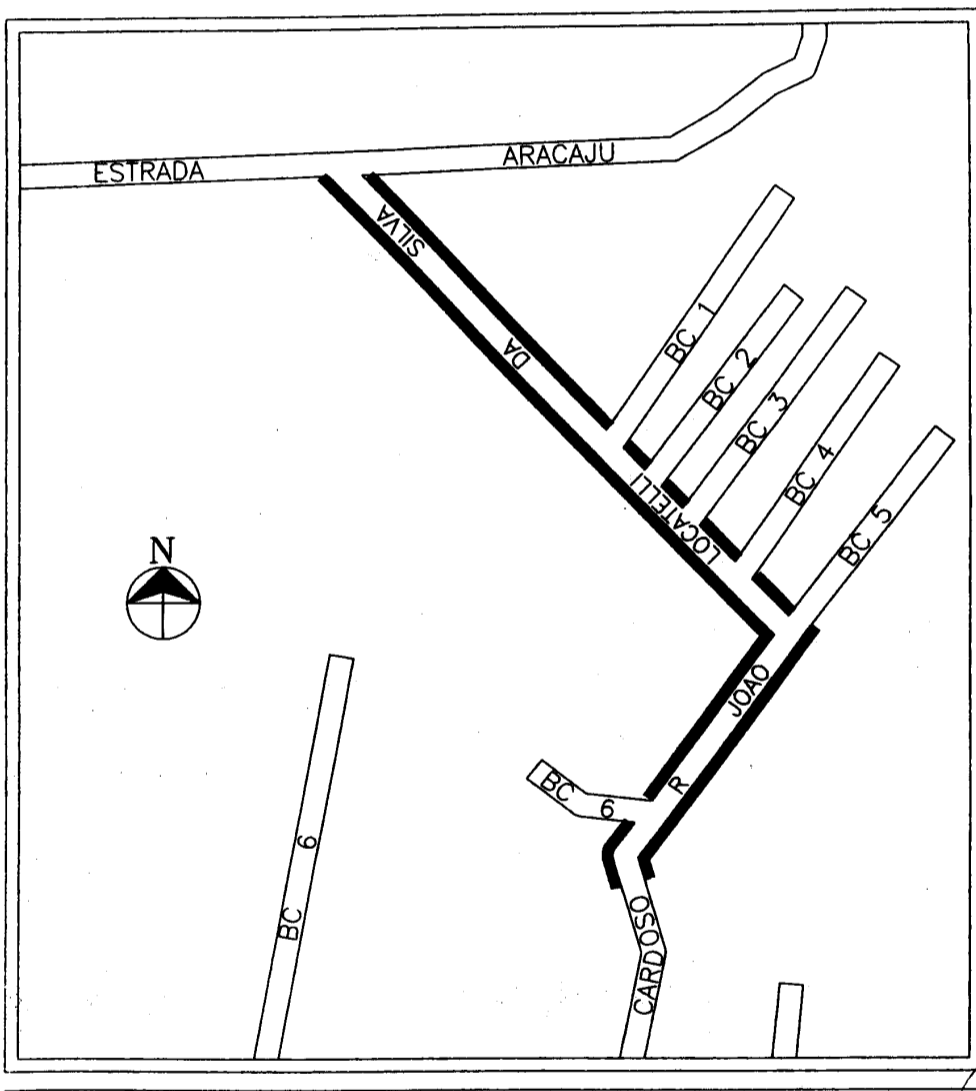 ESTRADA
ARACAJU
SILVA
DA
LOCATELLI
JOAO
R
BC 1
BC 2
BC 3
BC 4
BC 5
N
BC 6
BC 6
CARDOSO